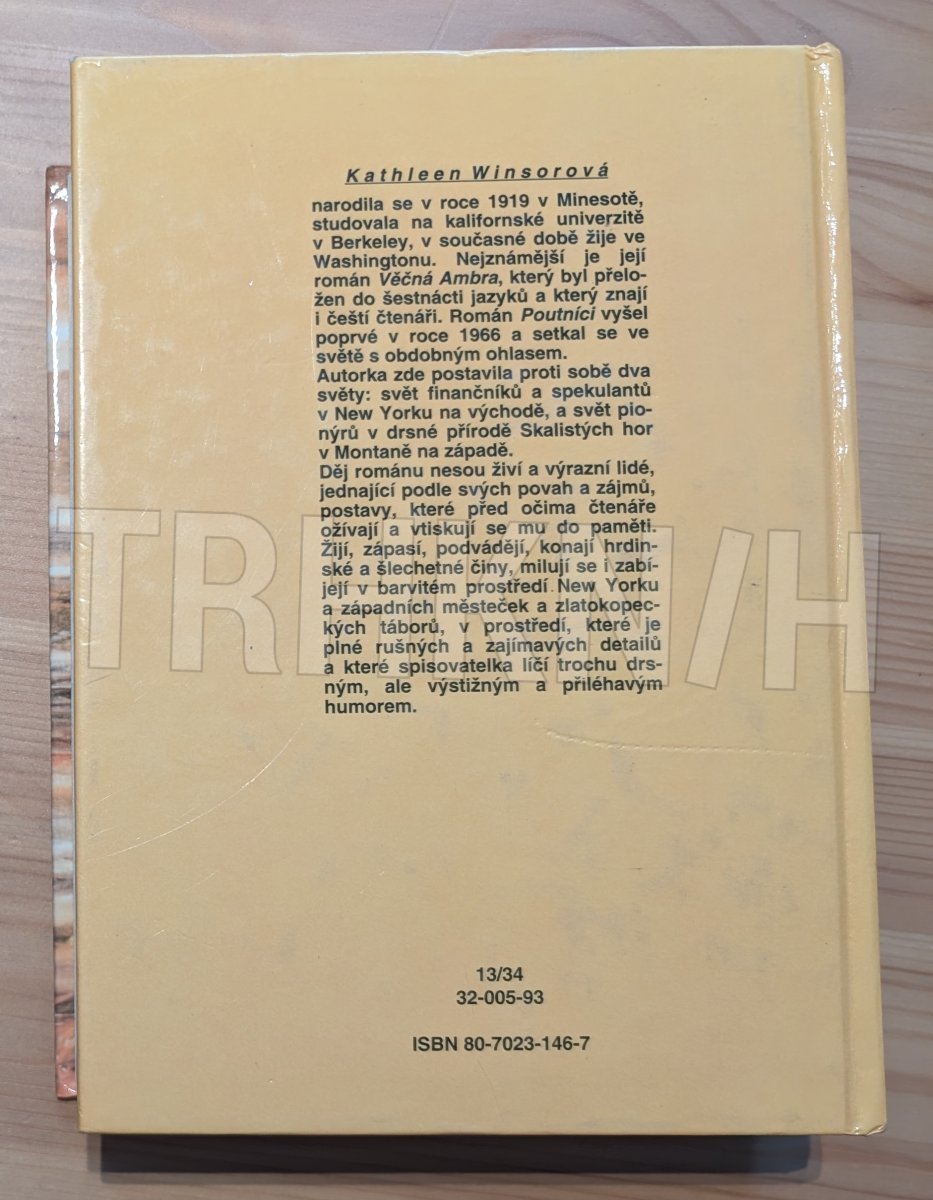 Kathleen Winsorová
narodila se v roce 1919 v Minesotě,
studovala na kalifornské univerzitě
v Berkeley, v současné době žije ve
Washingtonu. Nejznámější je její
román Věčná Ambra, který byl přelo-
žen do šestnácti jazyků a který znají
i čeští čtenáři. Román Poutníci vyšel
poprvé v roce 1966 a setkal se ve
světě s obdobným ohlasem.
Autorka zde postavila proti sobě dva
světy: svět finančníků a spekulantů
v New Yorku na východě, a svět pio-
nýrů v drsné přírodě Skalistých hor
v Montaně na západě.
Děj románu nesou živí a výrazní lidé,
jednající podle svých povah a zájmů,
postavy, které před očima čtenáře
ožívají a vtiskují se mu do paměti.
Žijí, zápasí, podvádějí, konají hrdin-
ské a šlechetné činy, milují se i zabí-
její v barvitém prostředí New Yorku
a západních městeček a zlatokopec-
kých táborů, v prostředí, které je
plné rušných a zajímavých detailů
a které spisovatelka líčí trochu drs-
ným, ale výstižným a přiléhavým
humorem.
TRHKNIH
13/34
32-005-93
ISBN 80-7023-146-7